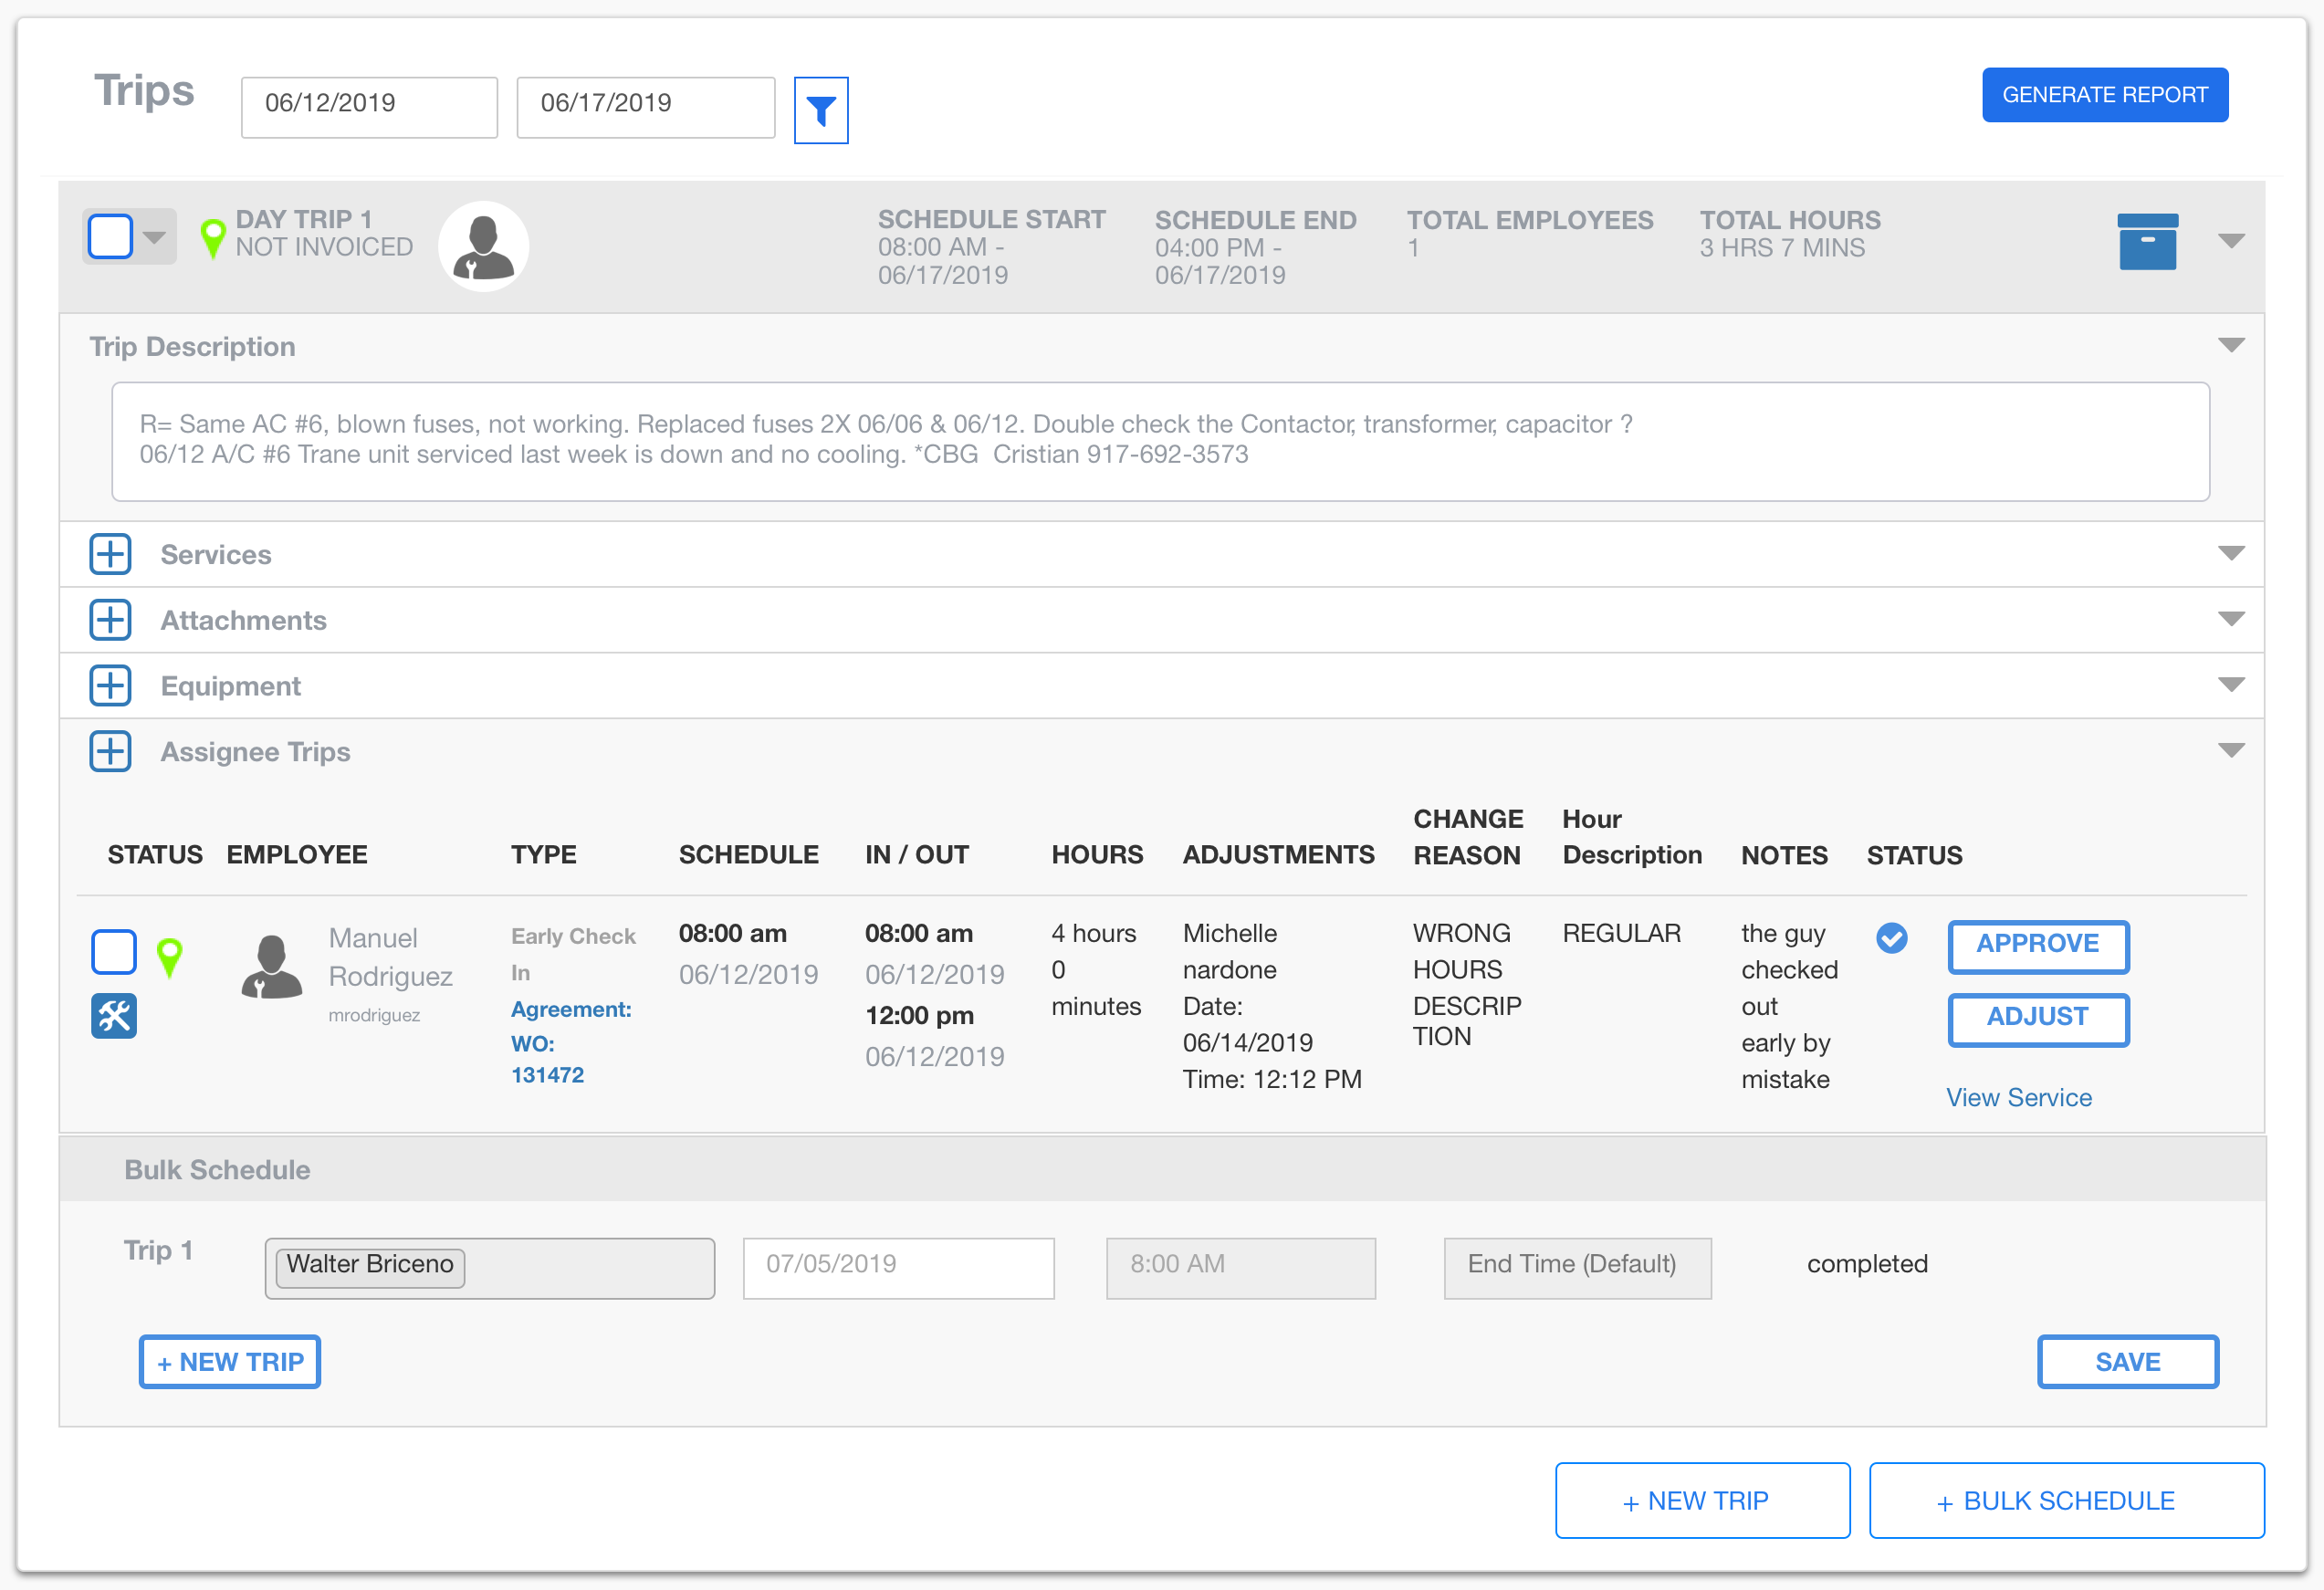 Trips
06/12/2019
06/17/2019
GENERATE REPORT
DAY TRIP 1
NOT INVOICED
SCHEDULE START
08:00 AM -
06/17/2019
SCHEDULE END
04:00 PM -
06/17/2019
TOTAL EMPLOYEES
1
TOTAL HOURS
3 HRS 7 MINS
Trip Description
R= Same AC #6, blown fuses, not working. Replaced fuses 2X 06/06 & 06/12. Double check the Contactor, transformer, capacitor ?
06/12 A/C #6 Trane unit serviced last week is down and no cooling. *CBG  Cristian 917-692-3573
Services
Attachments
Equipment
Assignee Trips
STATUS
EMPLOYEE
TYPE
SCHEDULE
IN / OUT
HOURS
ADJUSTMENTS
CHANGE
REASON
Hour
Description
NOTES
STATUS
Manuel
Rodriguez
mrodriguez
Early Check
In
Agreement:
WO:
131472
08:00 am
06/12/2019
08:00 am
06/12/2019
12:00 pm
06/12/2019
4 hours
0
minutes
Michelle
nardone
Date:
06/14/2019
Time: 12:12 PM
WRONG
HOURS
DESCRIP
TION
REGULAR
the guy
checked
out
early by
mistake
APPROVE
ADJUST
View Service
Bulk Schedule
Trip 1
Walter Briceno
07/05/2019
8:00 AM
End Time (Default)
completed
+ NEW TRIP
SAVE
+ NEW TRIP
+ BULK SCHEDULE